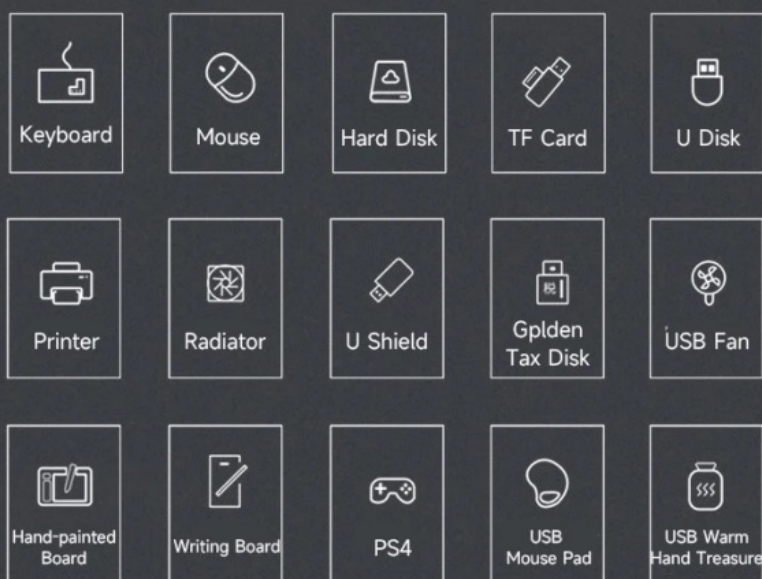 Keyboard
Mouse
Hard Disk
TF Card
U Disk
Printer
Radiator
U Shield
税
Gplden
Tax Disk
USB Fan
Hand-painted
Board
Writing Board
PS4
USB
Mouse Pad
USB Warm
Hand Treasure